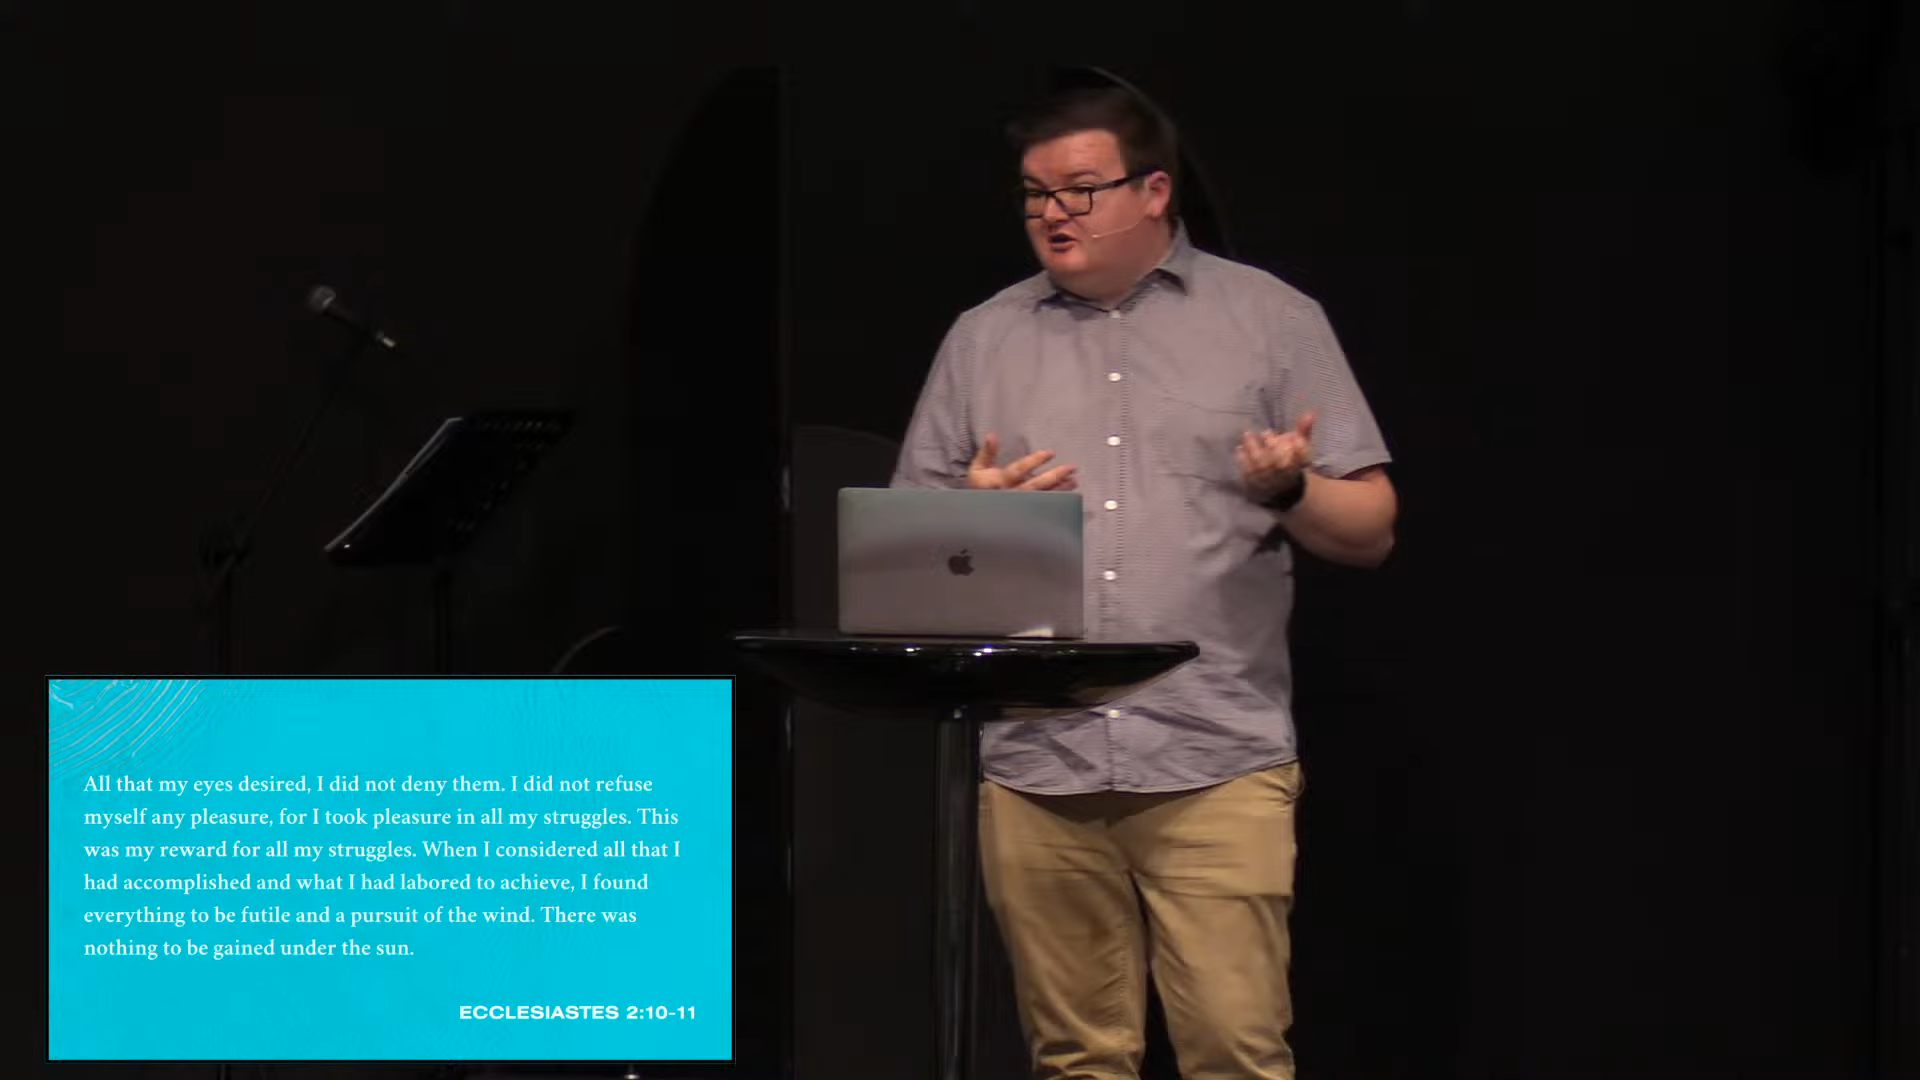 All that my eyes desired, I did not deny them. I did not refuse
myself any pleasure, for I took pleasure in all my struggles. This
was my reward for all my struggles. When I considered all that I
had accomplished and what I had labored to achieve, I found
everything to be futile and a pursuit of the wind. There was
nothing to be gained under the sun.
ECCLESIASTES 2:10-11